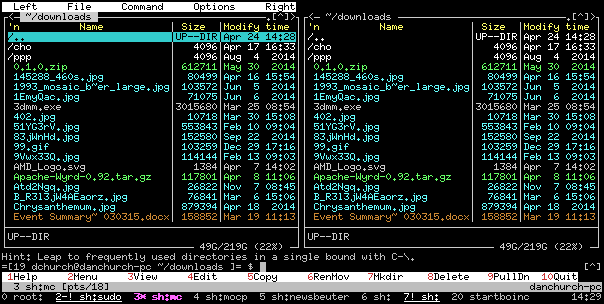 Left File Command Options Right
<─ ~/downloads ─.[^]>
'n Name Size Modify time
/.. UP--DIR Apr 24 14:28
/cho 4096 Apr 17 16:33
/ppp 4096 Aug 4 2014
0.1.0.zip 612711 May 30 2014
145288_460s.jpg 80499 Apr 16 15:54
1993_mosaic_b~er_large.jpg 103572 Jun 5 2014
1EmyQac.jpg 71075 Jun 6 2014
3dmm.exe 3015680 Mar 25 08:54
402.jpg 10718 Mar 30 15:08
51YG3rV.jpg 553843 Feb 10 09:04
83jWnHd.jpg 152580 Sep 22 2014
99.gif 103259 Dec 29 17:16
9Vwx33Q.jpg 114144 Feb 13 09:03
AMD_Logo.svg 1384 Apr 7 14:02
Apache-Wyrd-0.92.tar.gz 117801 Apr 8 11:06
Atd2Ngq.jpg 26822 Nov 7 08:45
B_R3l3jW4AEaorz.jpg 76841 Mar 6 15:06
Chrysanthemum.jpg 879394 Apr 18 2014
Event Summary~ 030315.docx 158852 Mar 19 11:13
UP--DIR
49G/219G (22%)
<─ ~/downloads ─.[^]>
'n Name Size Modify time
/.. UP--DIR Apr 24 14:28
/cho 4096 Apr 17 16:33
/ppp 4096 Aug 4 2014
0.1.0.zip 612711 May 30 2014
145288_460s.jpg 80499 Apr 16 15:54
1993_mosaic_b~er_large.jpg 103572 Jun 5 2014
1EmyQac.jpg 71075 Jun 6 2014
3dmm.exe 3015680 Mar 25 08:54
402.jpg 10718 Mar 30 15:08
51YG3rV.jpg 553843 Feb 10 09:04
83jWnHd.jpg 152580 Sep 22 2014
99.gif 103259 Dec 29 17:16
9Vwx33Q.jpg 114144 Feb 13 09:03
AMD_Logo.svg 1384 Apr 7 14:02
Apache-Wyrd-0.92.tar.gz 117801 Apr 8 11:06
Atd2Ngq.jpg 26822 Nov 7 08:45
B_R3l3jW4AEaorz.jpg 76841 Mar 6 15:06
Chrysanthemum.jpg 879394 Apr 18 2014
Event Summary~ 030315.docx 158852 Mar 19 11:13
UP--DIR
49G/219G (22%)
Hint: Leap to frequently used directories in a single bound with C-\.
=[19 dchurch@danchurch-pc ~/downloads ]= $ [^]
1Help 2Menu 3View 4Edit 5Copy 6RenMov 7Mkdir 8Delete 9PullDn 10Quit
3 sh;mc [pts/18] danchurch-pc
0 root: 2-! sh;sudo 3* sh;mc 4 sh;mocp 5 sh;newsbeuter 6 sh; 7! sh; 20 startboinc 14:29